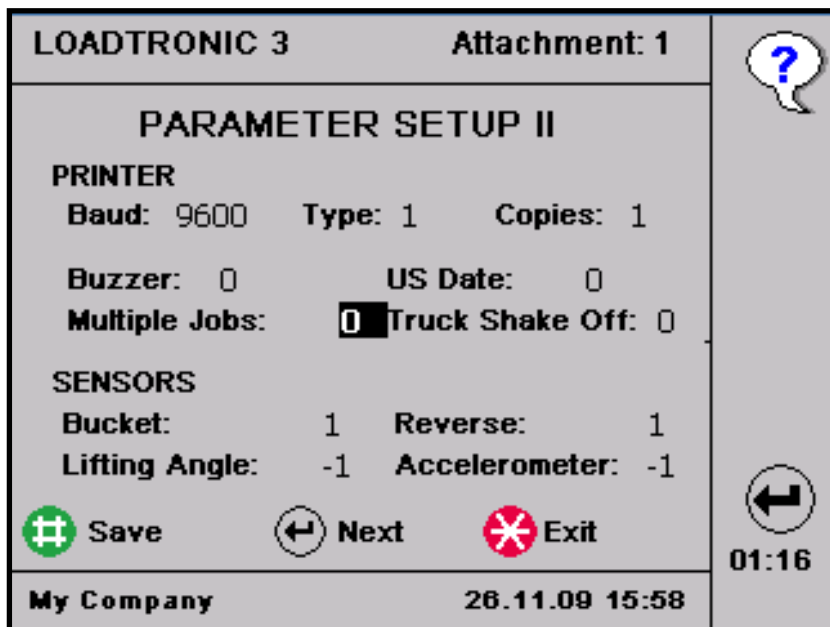 LOADTRONIC 3 Attachment: 1
?
PARAMETER SETUP II
PRINTER
Baud: 9600 Type: 1 Copies: 1
Buzzer: 0 US Date: 0
Multiple Jobs: 0 Truck Shake Off: 0
SENSORS
Bucket: 1 Reverse: 1
Lifting Angle: -1 Accelerometer: -1
# Save Next * Exit
01:16
My Company 26.11.09 15:58